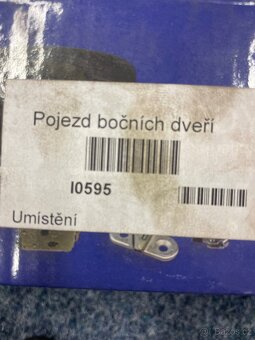 Pojezd bočních dveří
I0595
Umístění